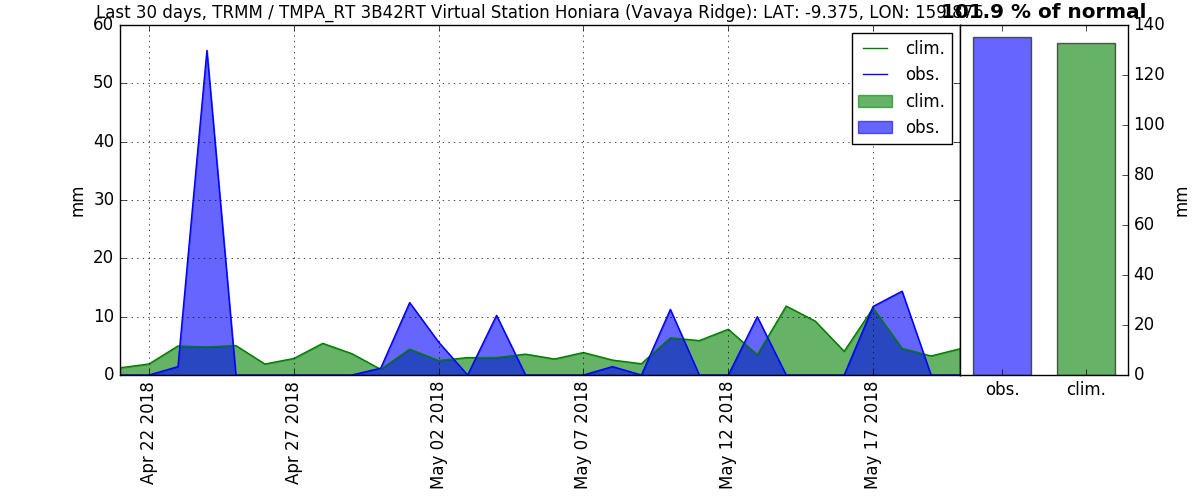 Last 30 days, TRMM / TMPA_RT 3B42RT Virtual Station Honiara (Vavaya Ridge): LAT: -9.375, LON:
101.9 % of normal
60
50
40
30
20
10
0
mm
clim.
obs.
clim.
obs.
Apr 22 2018
Apr 27 2018
May 02 2018
May 07 2018
May 12 2018
May 17 2018
140
120
100
80
60
40
20
0
mm
obs.
clim.